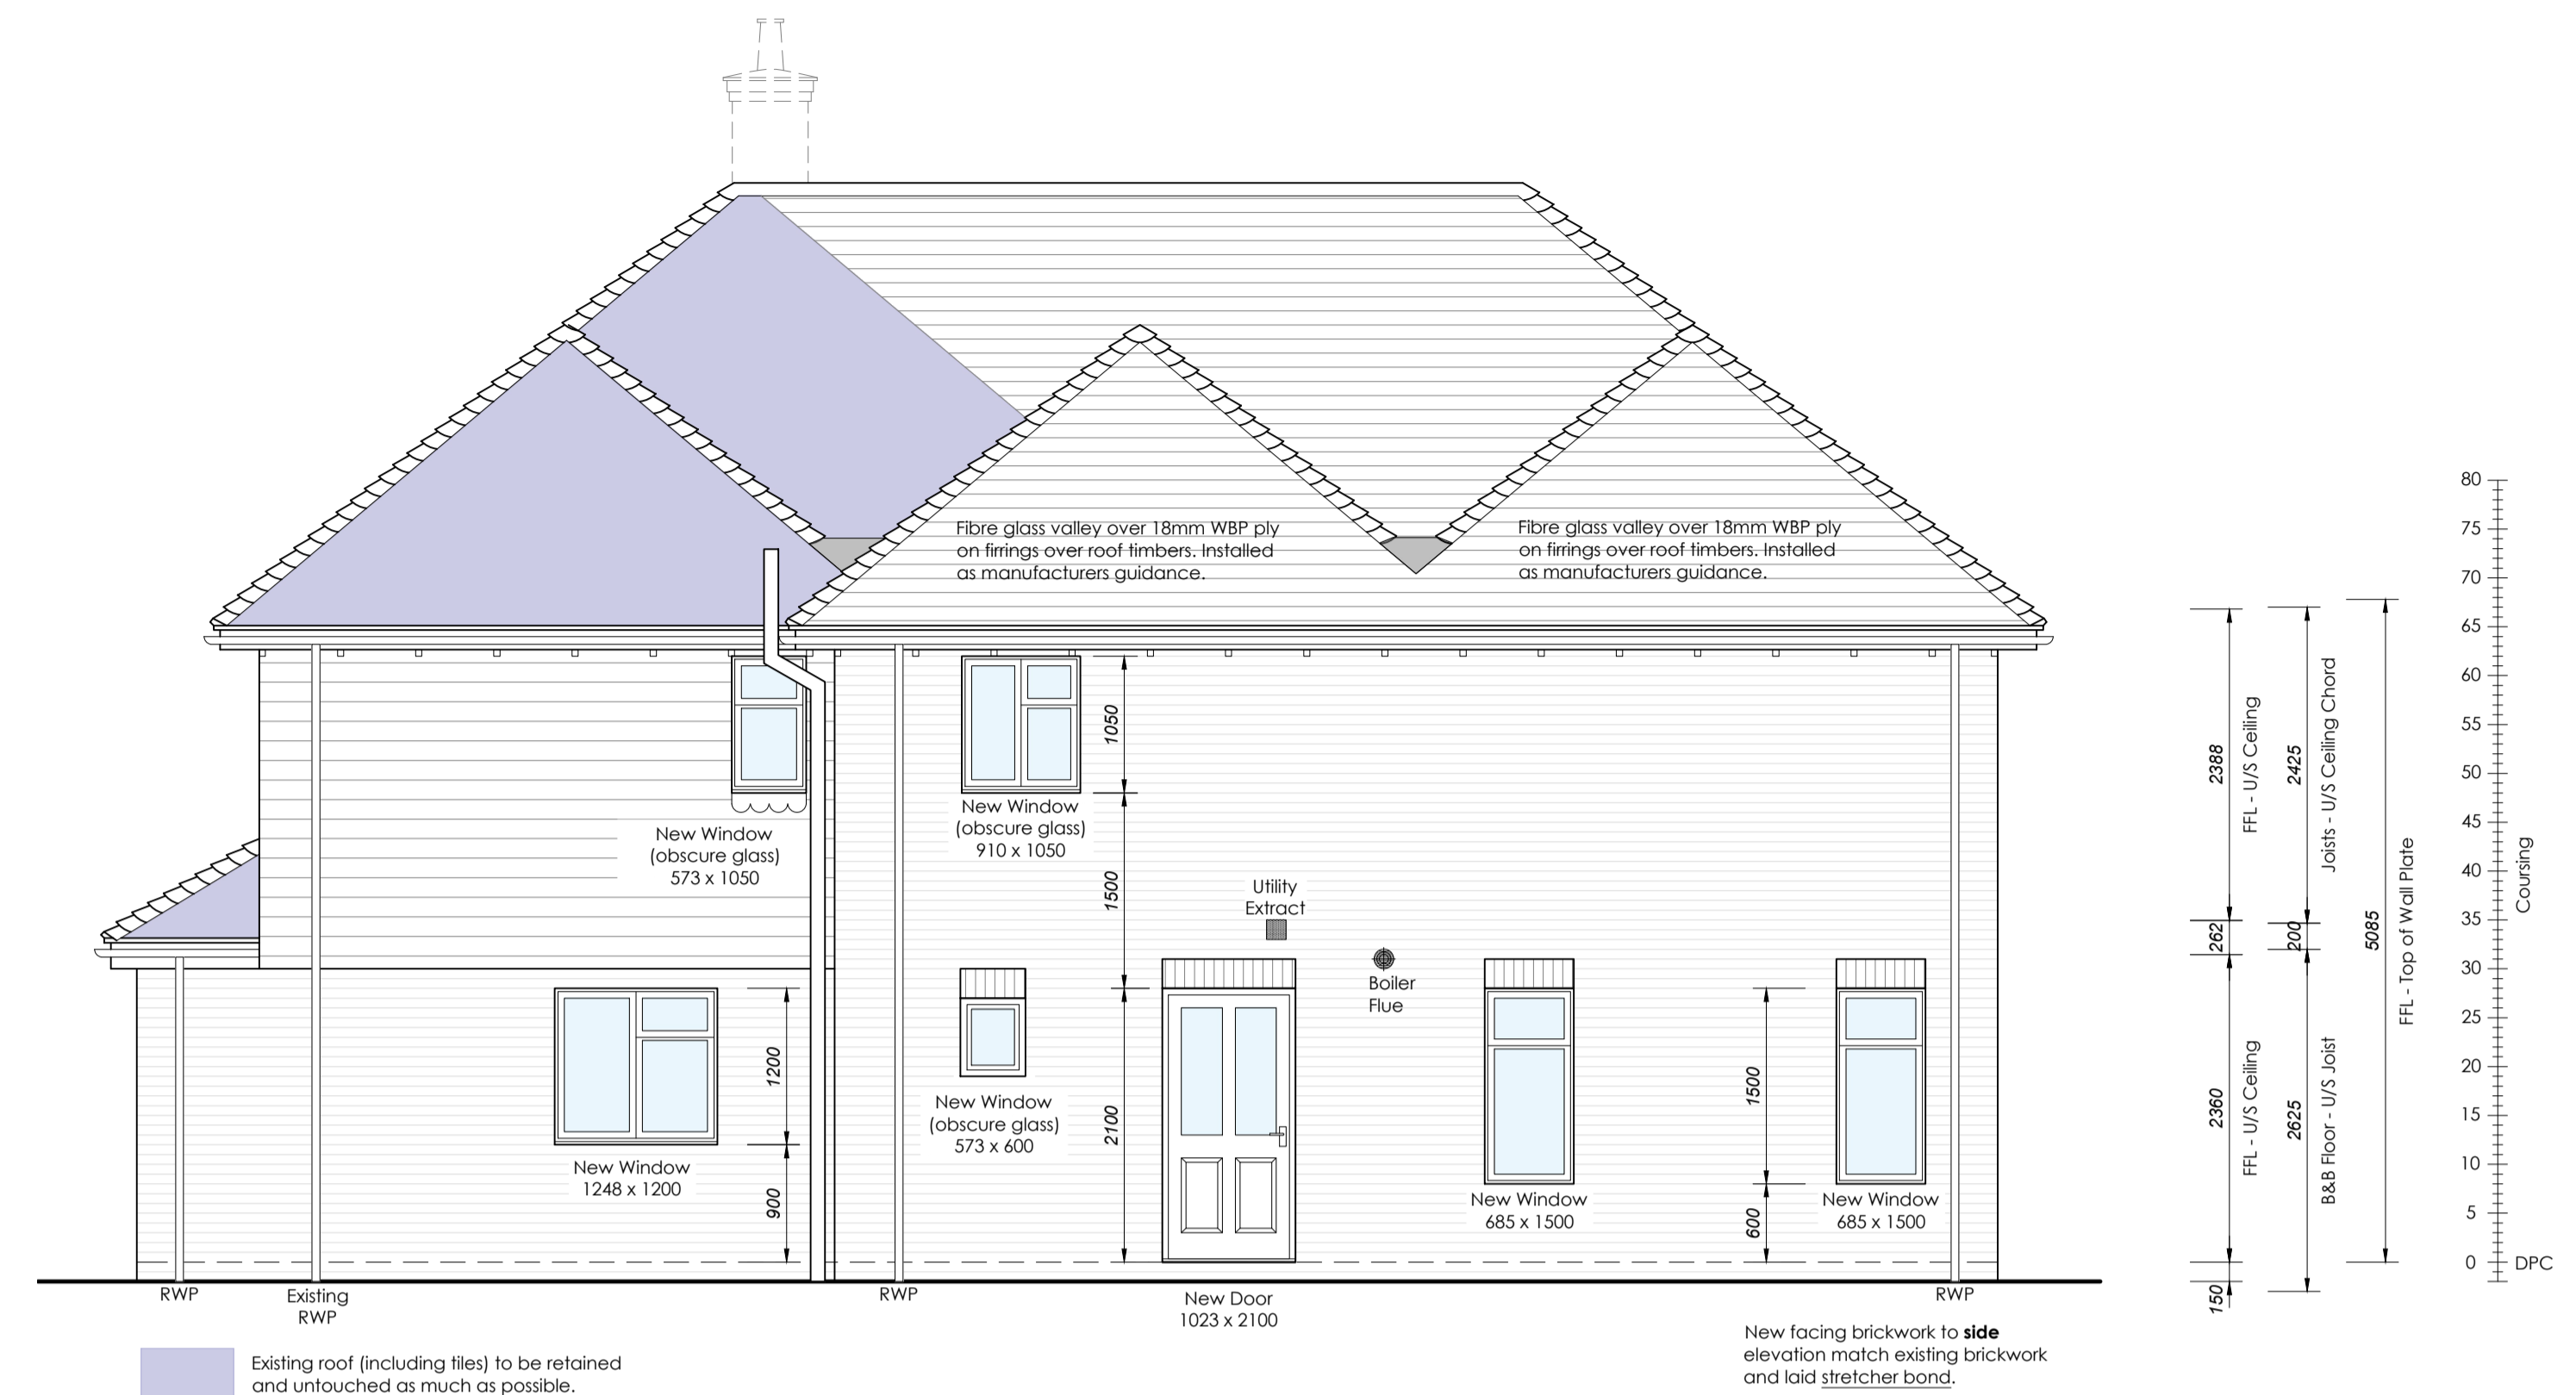 Fibre glass valley over 18mm WBP ply
on firrings over roof timbers. Installed
as manufacturers guidance.
Fibre glass valley over 18mm WBP ply
on firrings over roof timbers. Installed
as manufacturers guidance.
New Window
(obscure glass)
573 x 1050
New Window
(obscure glass)
910 x 1050
1050
1500
2100
Utility
Extract
Boiler
Flue
New Window
1248 x 1200
1200
900
New Window
(obscure glass)
573 x 600
New Window
685 x 1500
1500
600
New Window
685 x 1500
RWP
Existing
RWP
RWP
New Door
1023 x 2100
RWP
Existing roof (including tiles) to be retained
and untouched as much as possible.
New facing brickwork to side
elevation match existing brickwork
and laid stretcher bond.
2388
FFL - U/S Ceiling
262
2360
FFL - U/S Ceiling
150
2425
Joists - U/S Ceiling Chord
200
2625
B&B Floor - U/S Joist
5085
FFL - Top of Wall Plate
80
75
70
65
60
55
50
45
40
35
30
25
20
15
10
5
0
DPC
Coursing